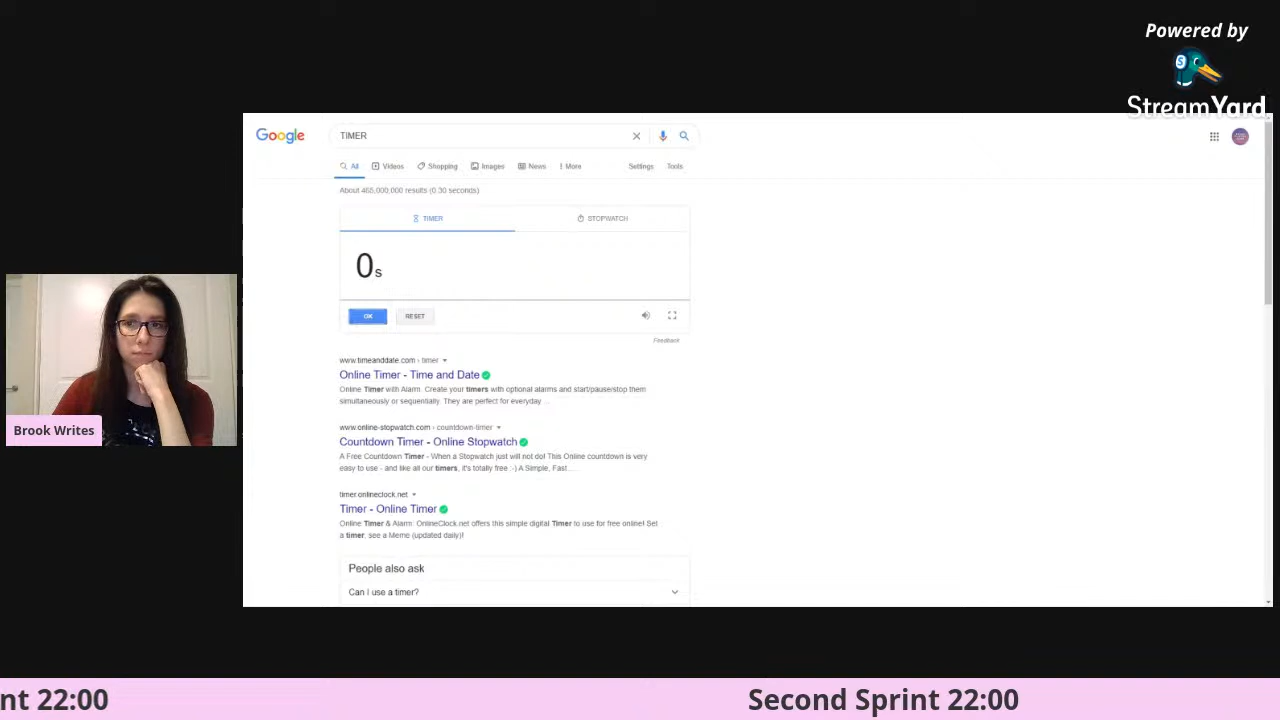 Powered by
StreamYard
Google
TIMER
All
Videos
Shopping
Images
News
More
Settings
Tools
About 465,000,000 results (0.30 seconds)
TIMER
STOPWATCH
0s
OK
RESET
Feedback
www.timeanddate.com › timer
Online Timer - Time and Date
Online Timer with Alarm. Create your timers with optional alarms and start/pause/stop them
simultaneously or sequentially. They are perfect for everyday ...
www.online-stopwatch.com › countdown-timer
Countdown Timer - Online Stopwatch
A Free Countdown Timer - When a Stopwatch just will not do! This Online countdown is very
easy to use - and like all our timers, it's totally free :-) A Simple, Fast ...
timer.onlineclock.net
Timer - Online Timer
Online Timer & Alarm: OnlineClock.net offers this simple digital Timer to use for free online! Set
a timer, see a Meme (updated daily)!
People also ask
Can I use a timer?
Brook Writes
nt 22:00
Second Sprint 22:00